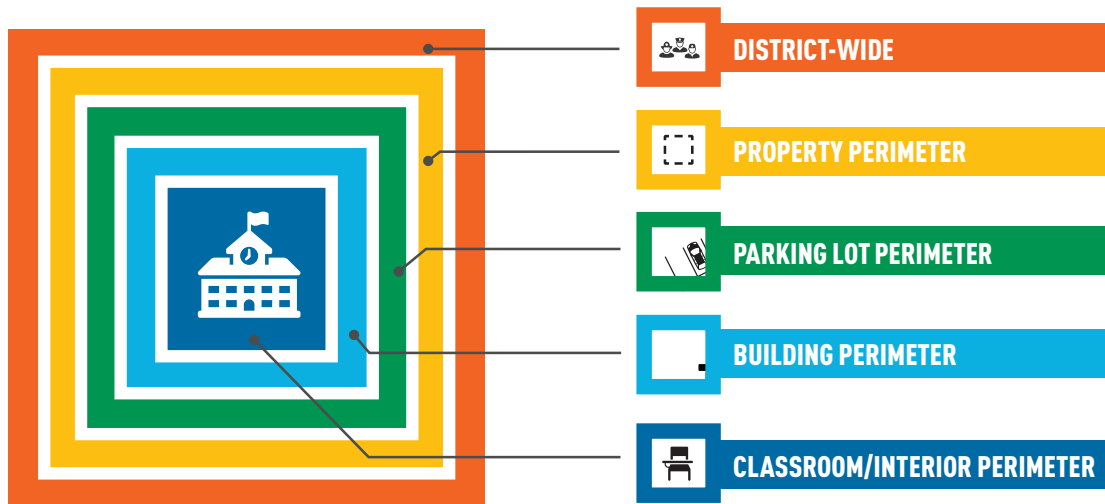 DISTRICT-WIDE
PROPERTY PERIMETER
PARKING LOT PERIMETER
BUILDING PERIMETER
CLASSROOM/INTERIOR PERIMETER